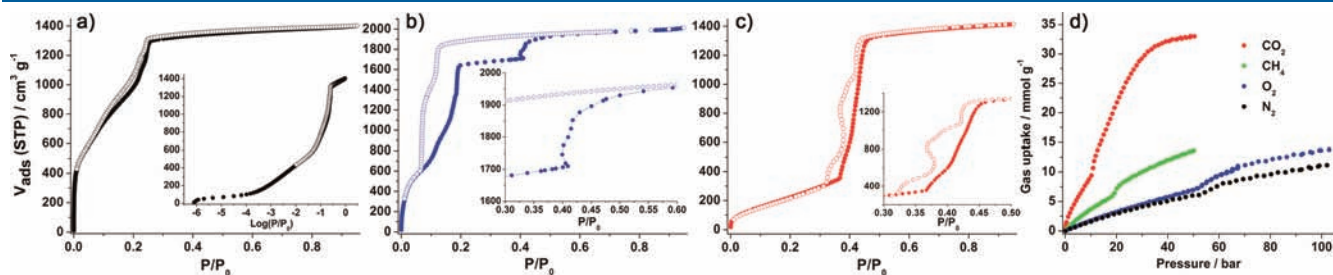 a)
V_ads (STP) / cm³ g⁻¹
1400
1200
1000
800
600
400
200
0
0.0 0.2 0.4 0.6 0.8
P/P₀
1400
1200
1000
800
600
400
200
0
-6 -5 -4 -3 -2 -1 0
Log(P/P₀)
b)
2000
1800
1600
1400
1200
1000
800
600
400
200
0
0.0 0.2 0.4 0.6 0.8
P/P₀
2000
1900
1800
1700
1600
0.30 0.35 0.40 0.45 0.50 0.55 0.60
P/P₀
c)
1400
1200
1000
800
600
400
200
0
0.0 0.2 0.4 0.6 0.8
P/P₀
1400
1200
1000
800
600
400
200
0
0.30 0.35 0.40 0.45 0.50
P/P₀
d)
Gas uptake / mmol g⁻¹
35
30
25
20
15
10
5
0
0 20 40 60 80 100
Pressure / bar
CO₂
CH₄
O₂
N₂